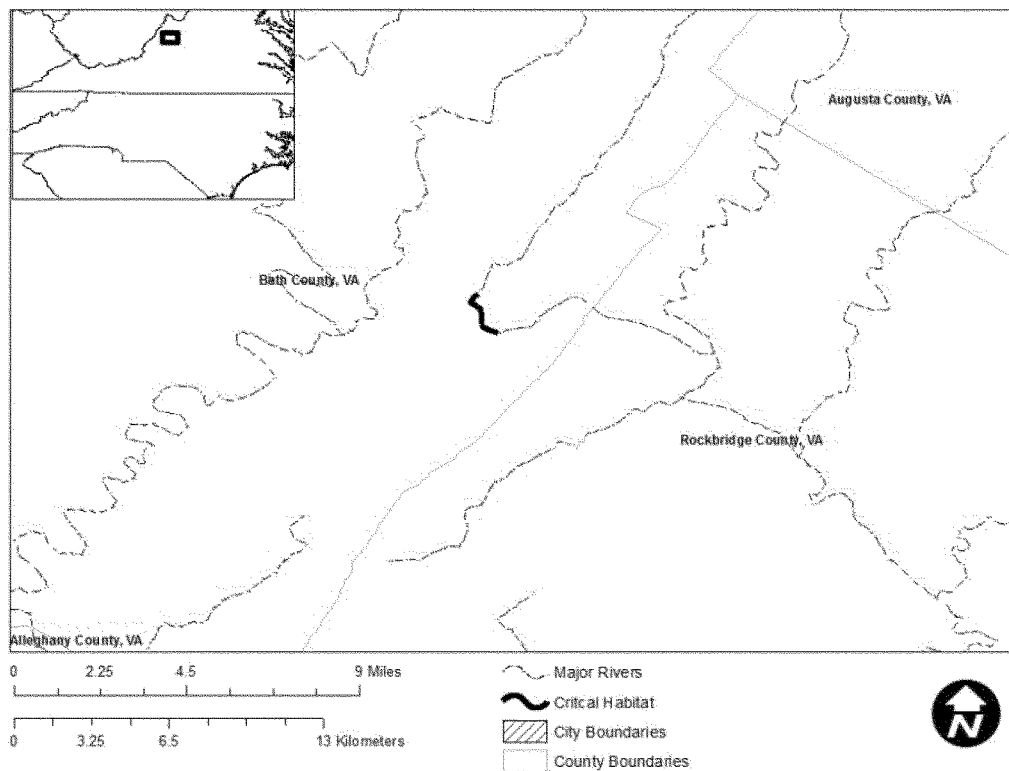 Augusta County, VA
Bath County, VA
Rockbridge County, VA
Alleghany County, VA
0 2.25 4.5 9 Miles
0 3.25 6.5 13 Kilometers
Major Rivers
Critcal Habitat
City Boundaries
County Boundaries
N